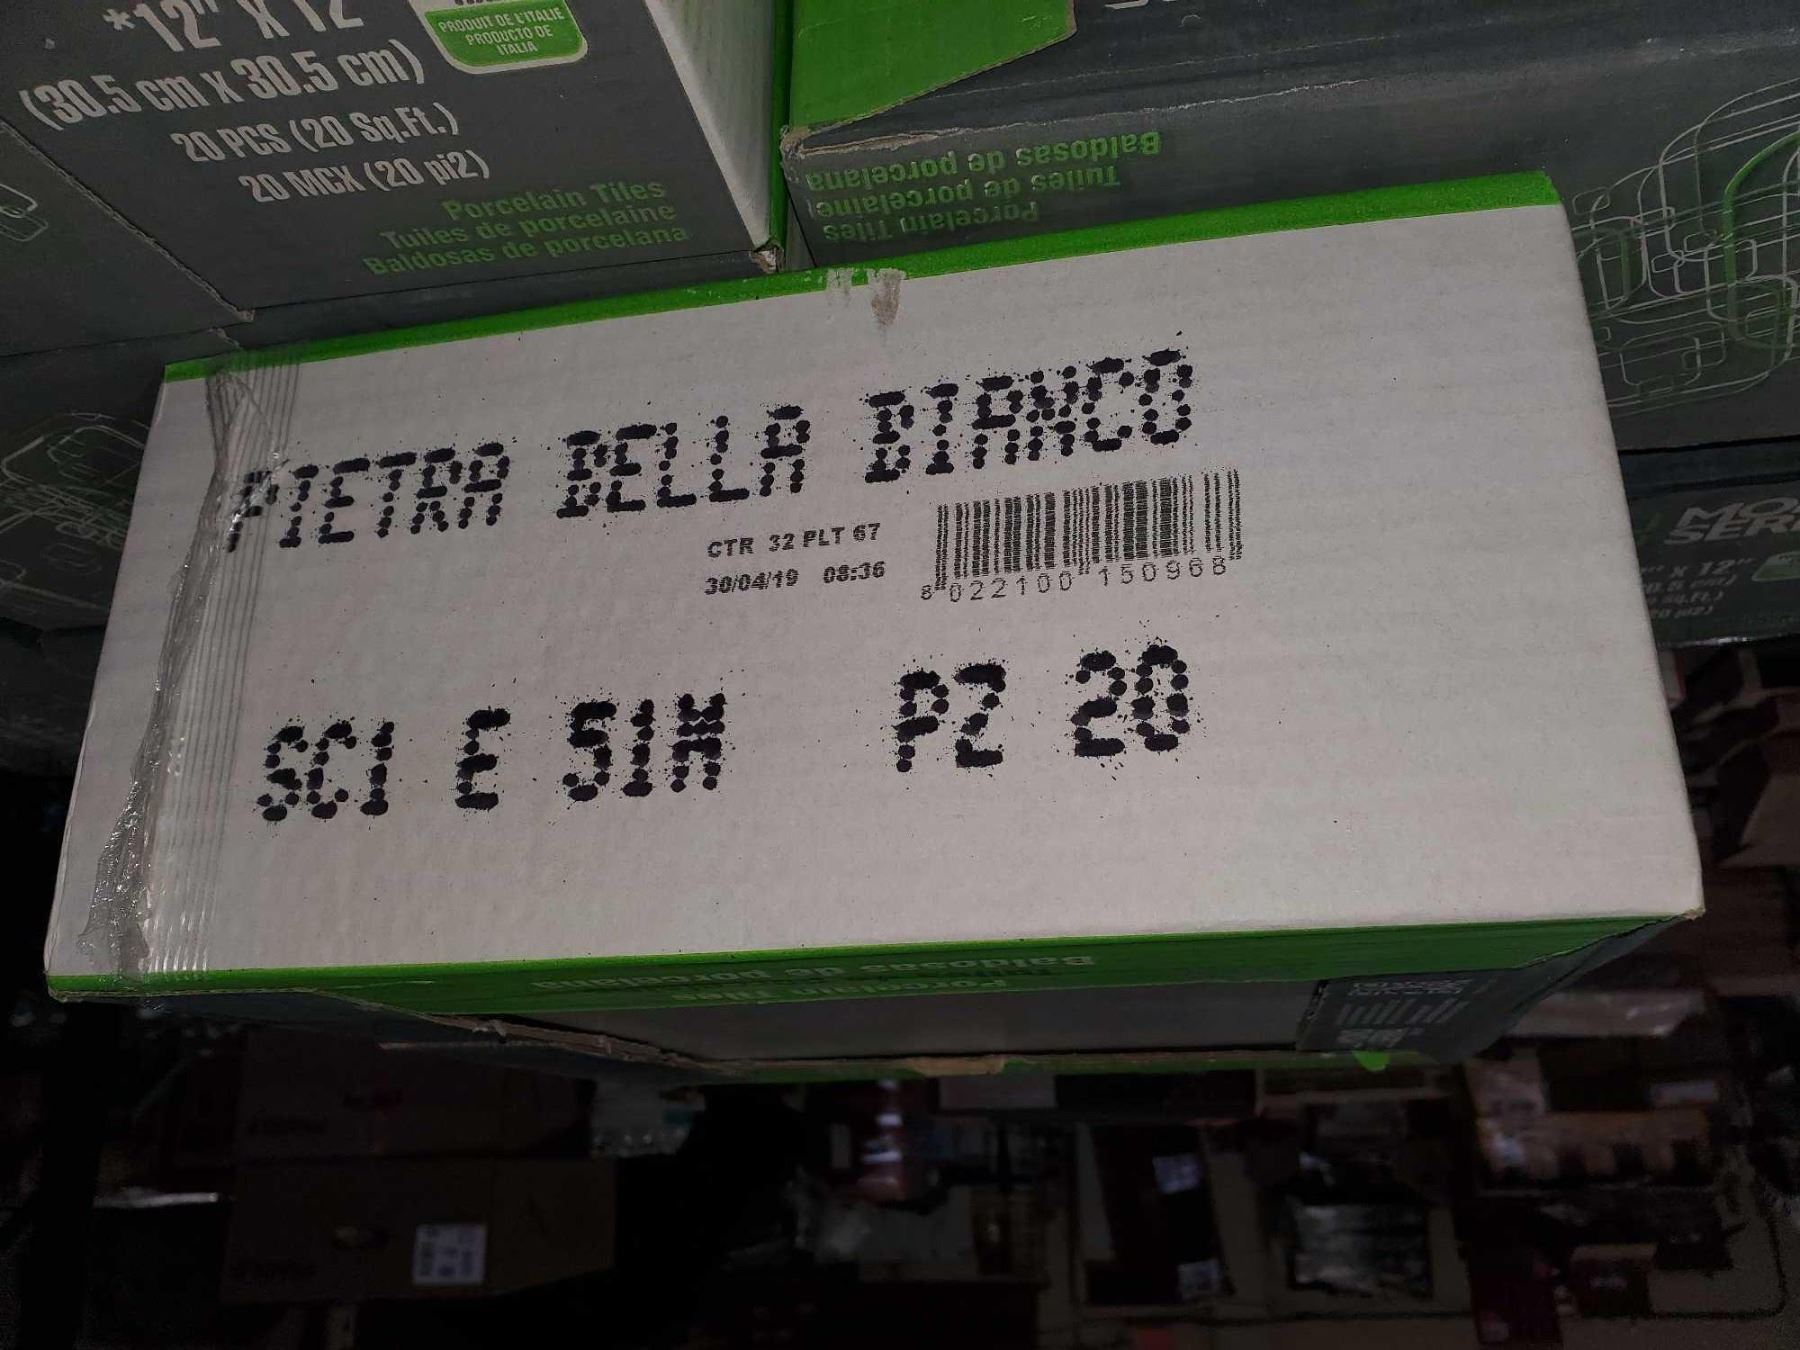 *12" X 12"
(30.5 cm X 30.5 cm)
20 PCS (20 Sq.Ft.)
20 MCX (20 pi2)
Porcelain Tiles
Tuiles de porcelaine
Baldosas de porcelana
PRODUIT DE L'ITALIE
PRODUCTO DE
ITALIA
Porcelain Tiles
Tuiles de porcelaine
Baldosas de porcelana
PIETRA BELLA BIANCO
CTR 32 PLT 67
30/04/19 08:36
8 022100 150968
SC1 E 51M PZ 20
Porcelain Tiles
Baldosas de porcelana